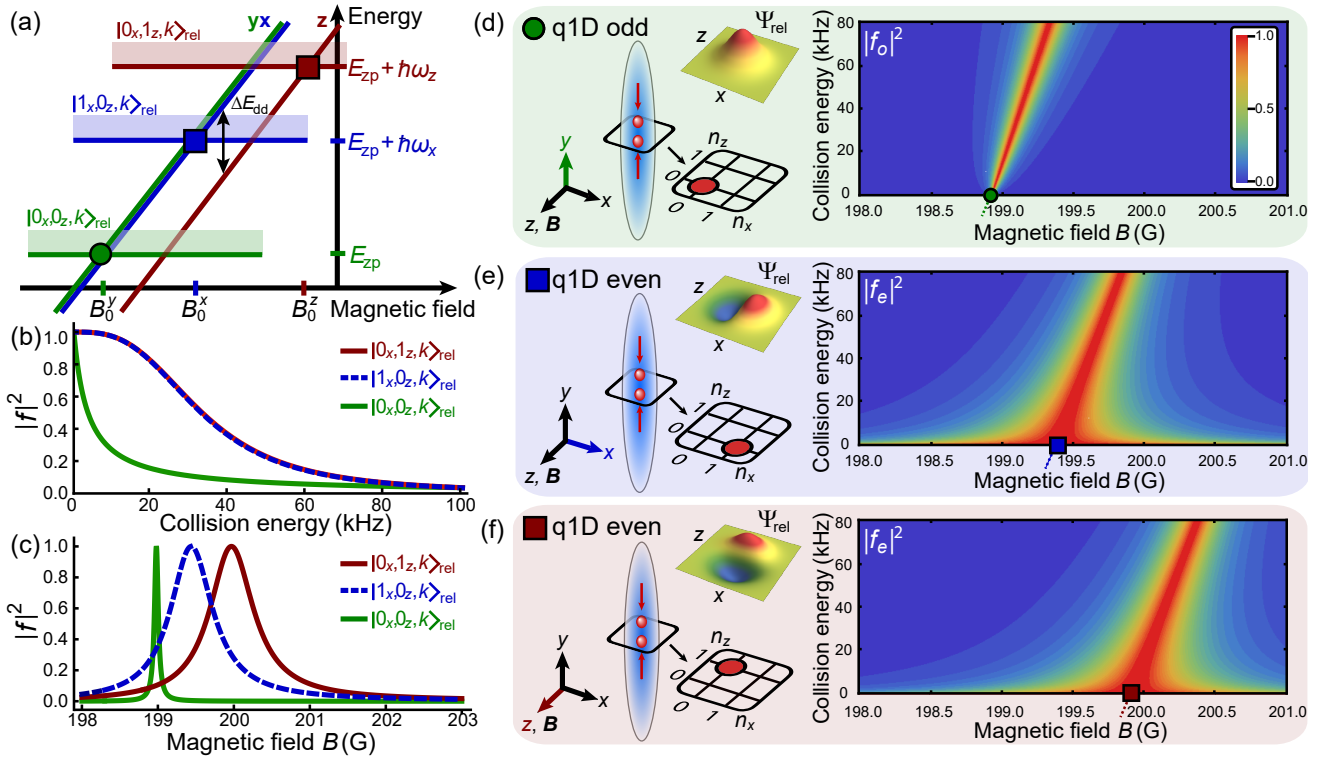 (a)
yx
z
Energy
|0x,1z,k⟩rel
Ezp + ħωz
|1x,0z,k⟩rel
ΔEdd
Ezp + ħωx
|0x,0z,k⟩rel
Ezp
B0^y
B0^x
B0^z
Magnetic field
(b)
|f|²
1.0
0.8
0.6
0.4
0.2
0.0
|0x,1z,k⟩rel
|1x,0z,k⟩rel
|0x,0z,k⟩rel
0 20 40 60 80 100
Collision energy (kHz)
(c)
|f|²
1.0
0.8
0.6
0.4
0.2
0.0
|0x,1z,k⟩rel
|1x,0z,k⟩rel
|0x,0z,k⟩rel
198 199 200 201 202 203
Magnetic field B (G)
(d)
q1D odd
Ψrel
z
x
y
x
z, B
nz
1
0
0
1
nx
|fo|²
Collision energy (kHz)
80
60
40
20
0
1.0
0.5
0.0
198.0 198.5 199.0 199.5 200.0 200.5 201.0
Magnetic field B (G)
(e)
q1D even
Ψrel
z
x
y
x
z, B
nz
1
0
0
1
nx
|fe|²
Collision energy (kHz)
80
60
40
20
0
198.0 198.5 199.0 199.5 200.0 200.5 201.0
Magnetic field B (G)
(f)
q1D even
Ψrel
z
x
y
x
z, B
nz
1
0
0
1
nx
|fe|²
Collision energy (kHz)
80
60
40
20
0
198.0 198.5 199.0 199.5 200.0 200.5 201.0
Magnetic field B (G)